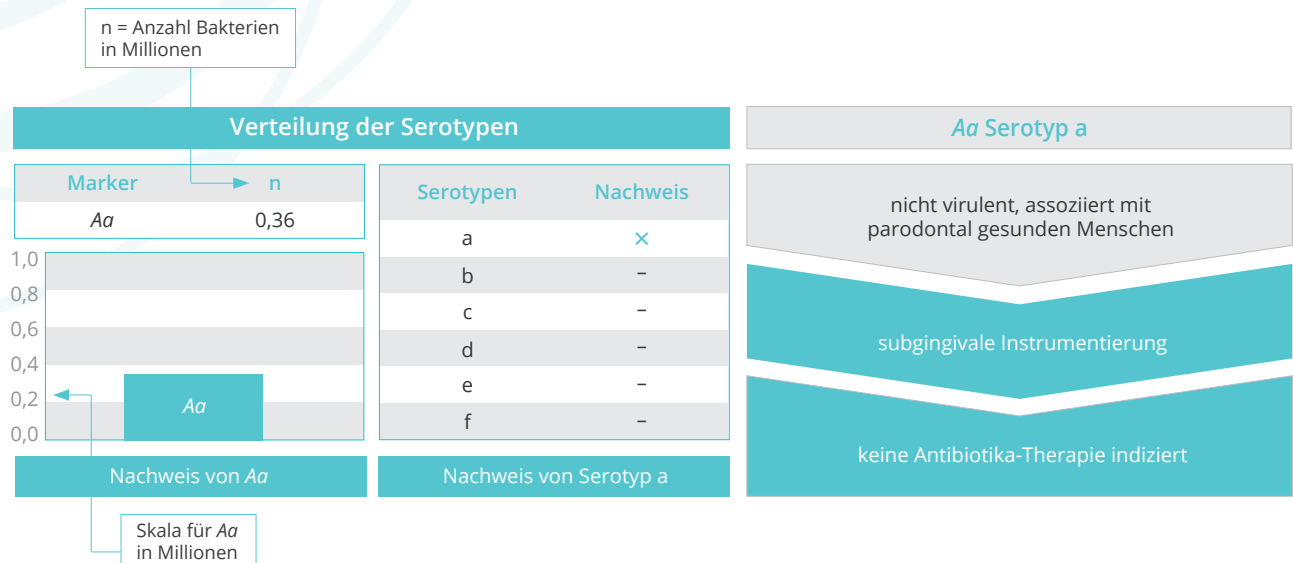 n = Anzahl Bakterien
in Millionen
Verteilung der Serotypen
Marker n
Aa 0,36
1,0
0,8
0,6
0,4
0,2
0,0
Aa
Nachweis von Aa
Skala für Aa
in Millionen
Serotypen Nachweis
a ×
b –
c –
d –
e –
f –
Nachweis von Serotyp a
Aa Serotyp a
nicht virulent, assoziiert mit
parodontal gesunden Menschen
subgingivale Instrumentierung
keine Antibiotika-Therapie indiziert